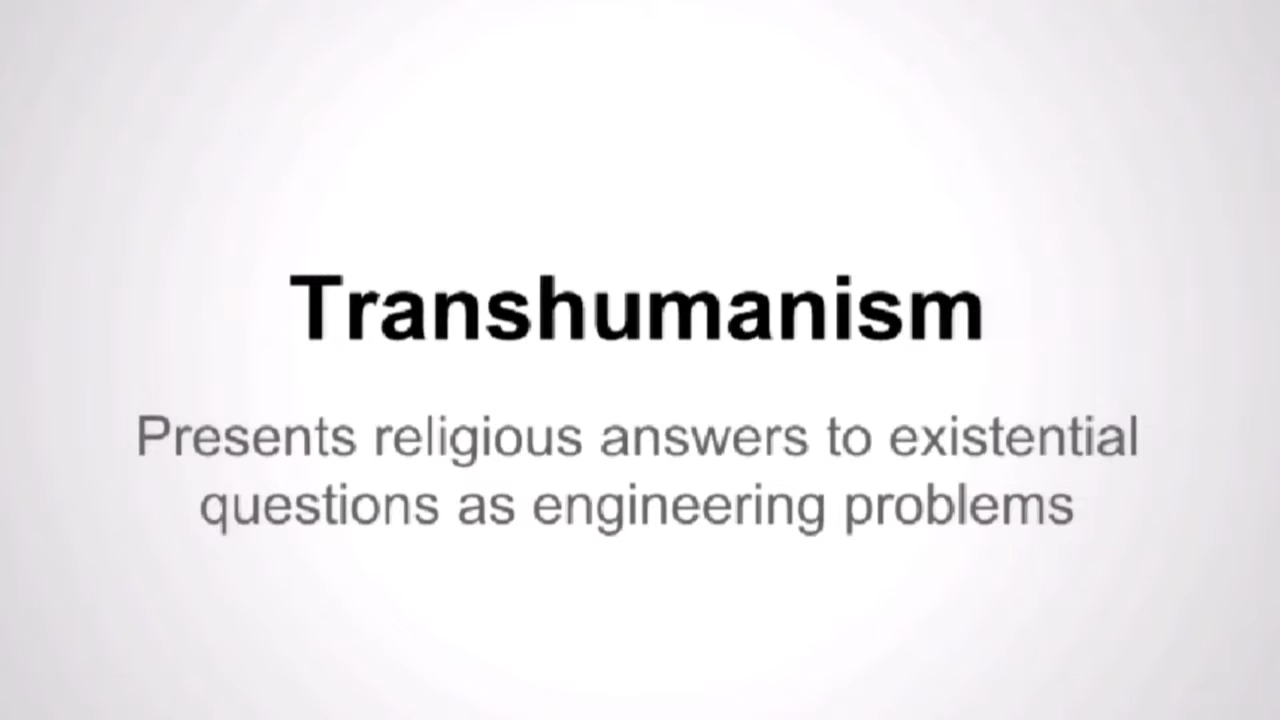 Transhumanism
Presents religious answers to existential
questions as engineering problems